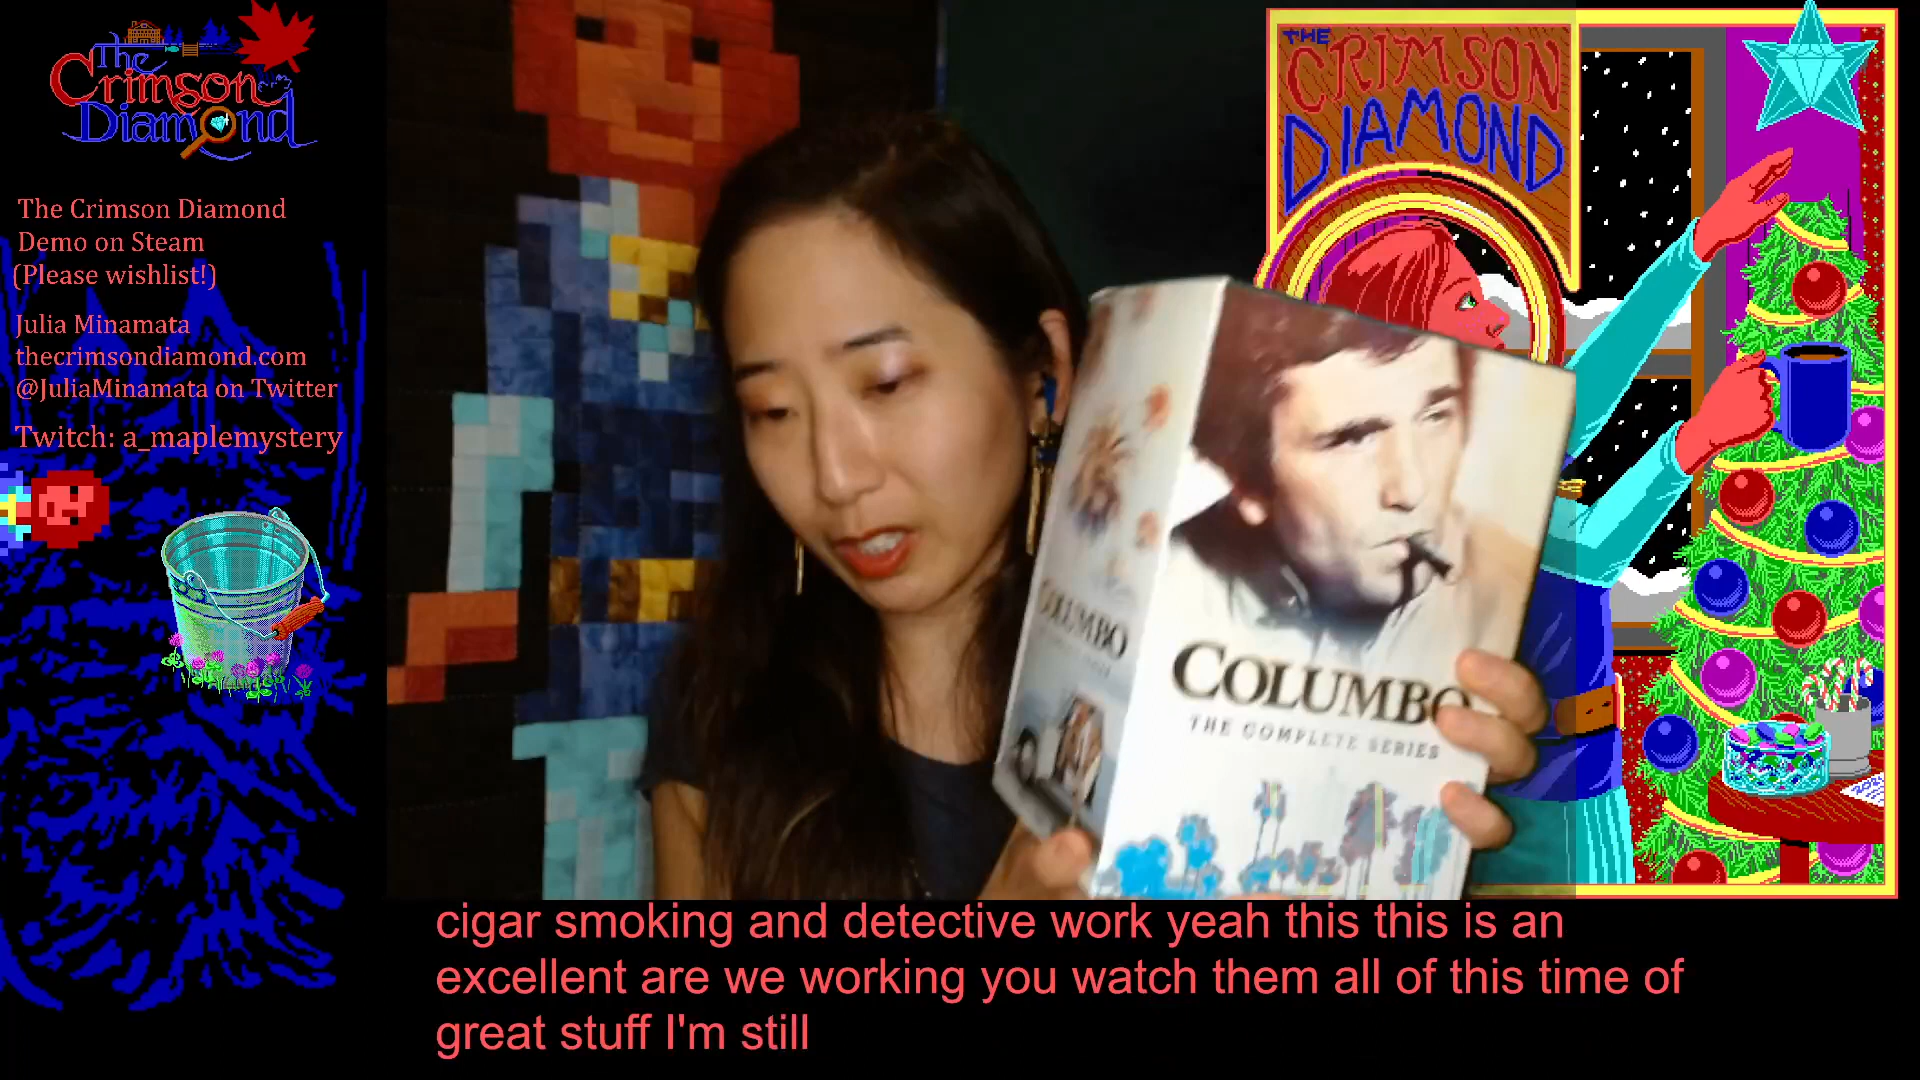 The
Crimson
Diamond
The Crimson Diamond
Demo on Steam
(Please wishlist!)
Julia Minamata
thecrimsondiamond.com
@JuliaMinamata on Twitter
Twitch: a_maplemystery
THE
CRIMSON
DIAMOND
COLUMBO
COLUMBO
THE COMPLETE SERIES
cigar smoking and detective work yeah this this is an
excellent are we working you watch them all of this time of
great stuff I'm still